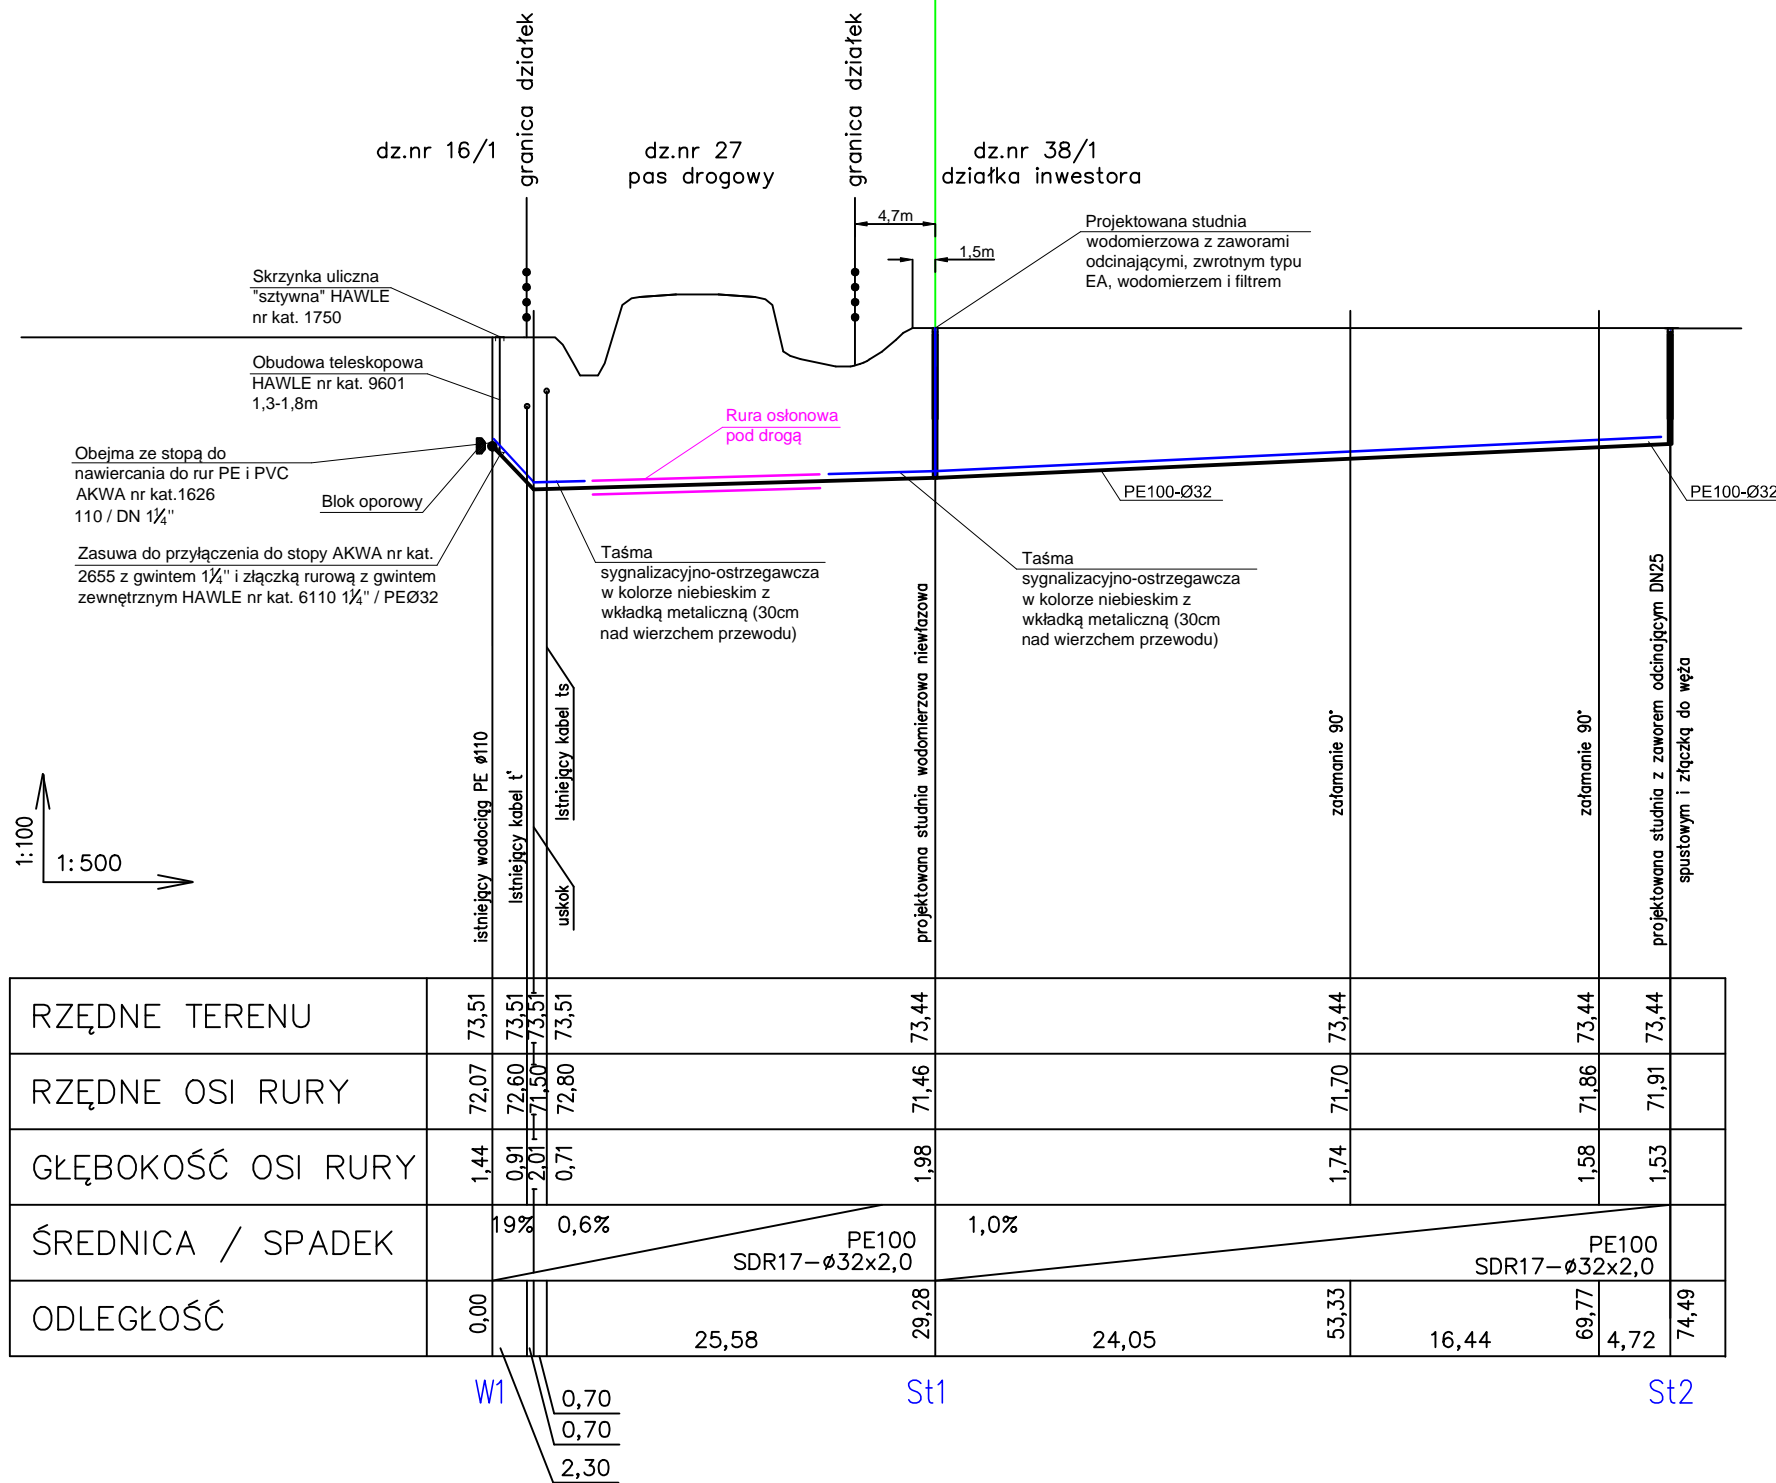 granica działek
granica działek
dz.nr 16/1
dz.nr 27
pas drogowy
dz.nr 38/1
działka inwestora
4,7m
1,5m
Projektowana studnia
wodomierzowa z zaworami
odcinającymi, zwrotnym typu
EA, wodomierzem i filtrem
Skrzynka uliczna
"sztywna" HAWLE
nr kat. 1750
Obudowa teleskopowa
HAWLE nr kat. 9601
1,3-1,8m
Rura osłonowa
pod drogą
Obejma ze stopą do
nawiercania do rur PE i PVC
AKWA nr kat.1626
110 / DN 1¼"
Blok oporowy
PE100-Ø32
PE100-Ø32
Zasuwa do przyłączenia do stopy AKWA nr kat.
2655 z gwintem 1¼" i złączką rurową z gwintem
zewnętrznym HAWLE nr kat. 6110 1¼" / PEØ32
Taśma
sygnalizacyjno-ostrzegawcza
w kolorze niebieskim z
wkładką metaliczną (30cm
nad wierzchem przewodu)
Taśma
sygnalizacyjno-ostrzegawcza
w kolorze niebieskim z
wkładką metaliczną (30cm
nad wierzchem przewodu)
1:100
1:500
istniejący wodociąg PE ø110
Istniejący kabel t'
uskok
Istniejący kabel ts
projektowana studnia wodomierzowa niewłazowa
załamanie 90°
załamanie 90°
projektowana studnia z zaworem odcinającym DN25
spustowym i złączką do węża
RZĘDNE TERENU 73,51 73,51 73,51 73,51 73,44 73,44 73,44 73,44
RZĘDNE OSI RURY 72,07 72,60 71,50 72,80 71,46 71,70 71,86 71,91
GŁĘBOKOŚĆ OSI RURY 1,44 0,91 2,01 0,71 1,98 1,74 1,58 1,53
ŚREDNICA / SPADEK 19% 0,6% 1,0%
PE100
SDR17-ø32x2,0
PE100
SDR17-ø32x2,0
ODLEGŁOŚĆ 0,00 25,58 29,28 24,05 53,33 16,44 69,77 4,72 74,49
W1 St1 St2
0,70
0,70
2,30